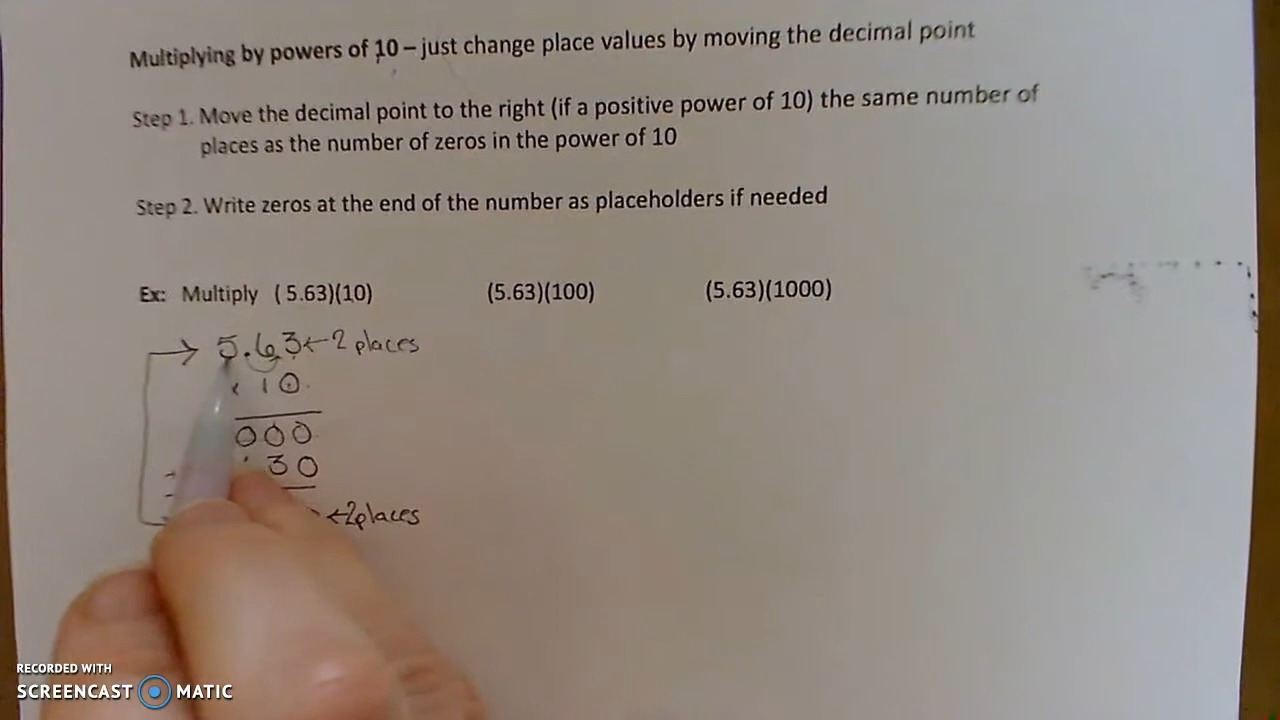 Multiplying by powers of 10 – just change place values by moving the decimal point
Step 1. Move the decimal point to the right (if a positive power of 10) the same number of
places as the number of zeros in the power of 10
Step 2. Write zeros at the end of the number as placeholders if needed
Ex: Multiply (5.63)(10) (5.63)(100) (5.63)(1000)
5.63 ← 2 places
10
000
30
← 2 places
RECORDED WITH
SCREENCAST MATIC